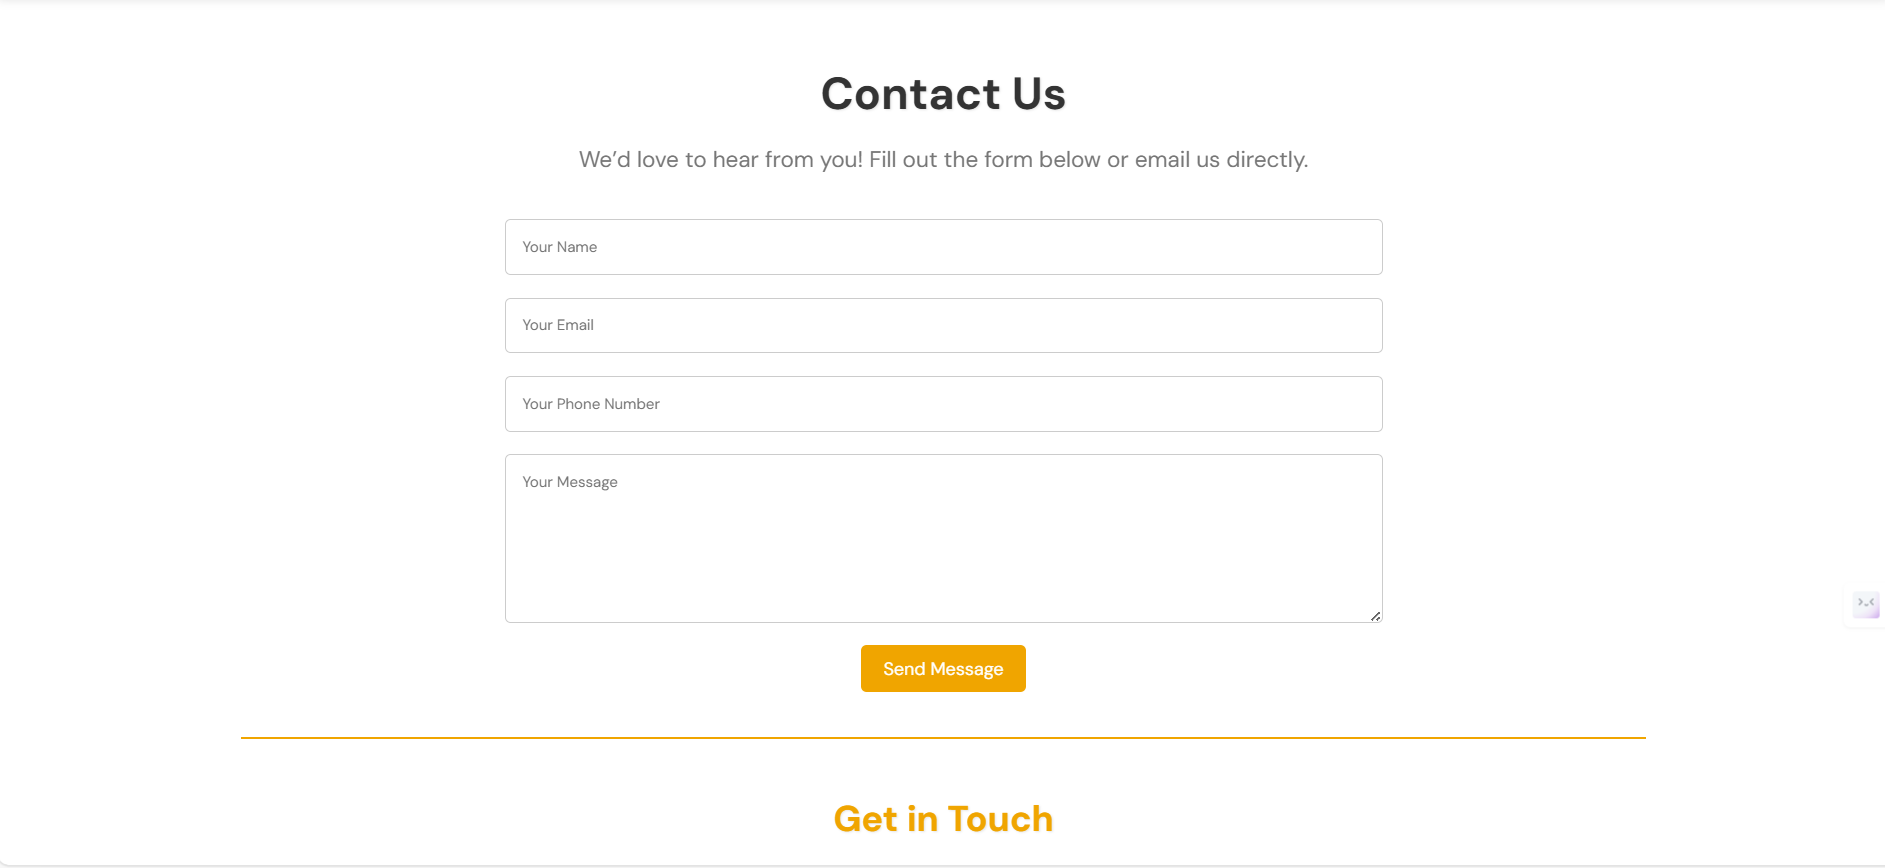 Contact Us
We’d love to hear from you! Fill out the form below or email us directly.
Your Name
Your Email
Your Phone Number
Your Message
Send Message
Get in Touch